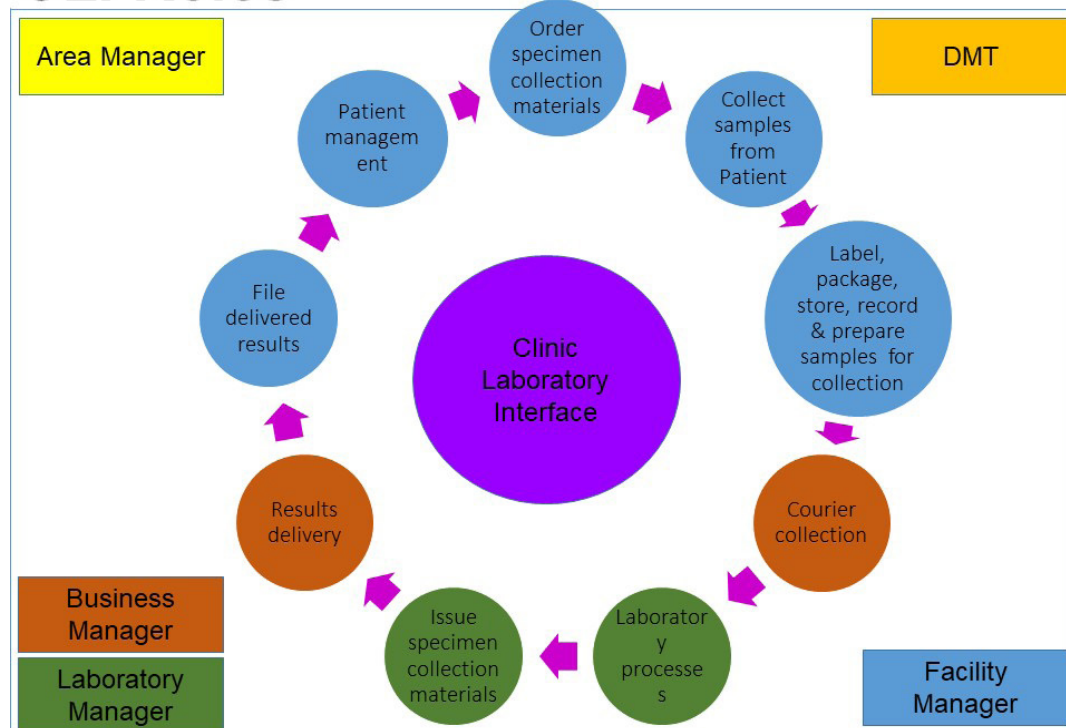 Area Manager
DMT
Order
specimen
collection
materials
Collect
samples
from
Patient
Label,
package,
store, record
& prepare
samples for
collection
Courier
collection
Laborator
y
processe
s
Issue
specimen
collection
materials
Results
delivery
File
delivered
results
Patient
managem
ent
Clinic
Laboratory
Interface
Business
Manager
Laboratory
Manager
Facility
Manager